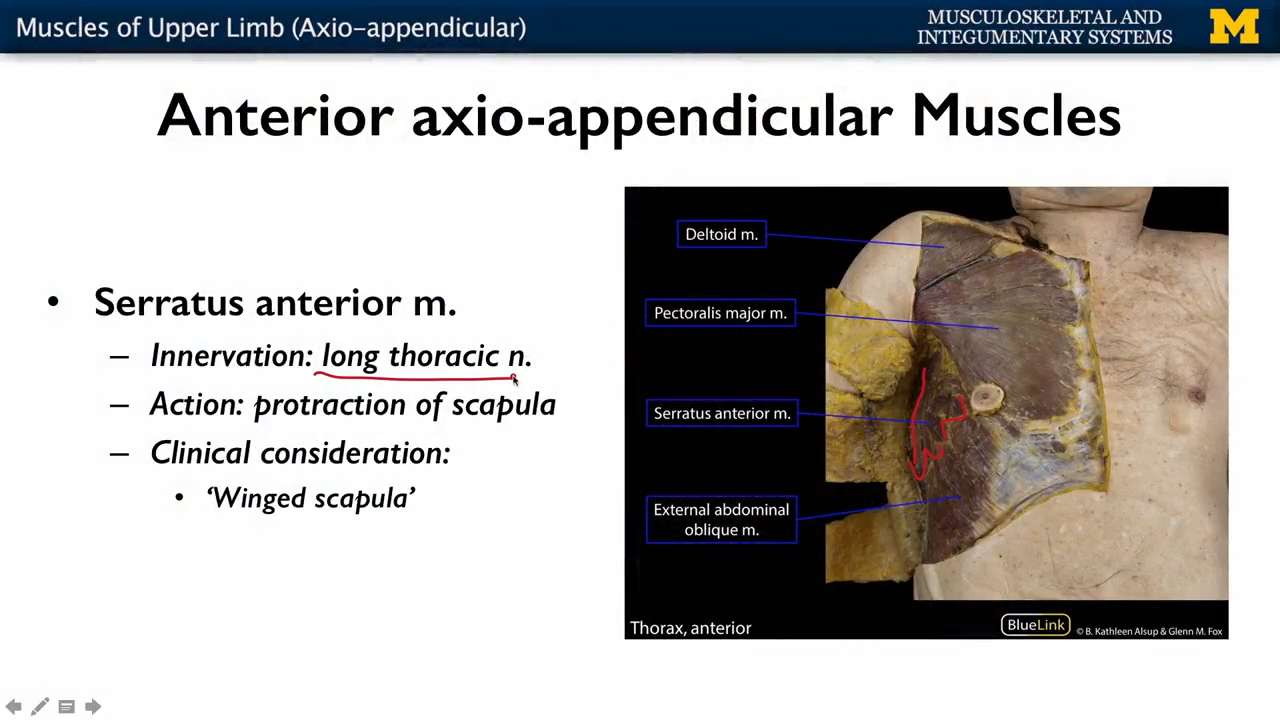 Muscles of Upper Limb (Axio-appendicular)
MUSCULOSKELETAL AND
INTEGUMENTARY SYSTEMS
M
Anterior axio-appendicular Muscles
• Serratus anterior m.
– Innervation: long thoracic n.
– Action: protraction of scapula
– Clinical consideration:
• ‘Winged scapula’
Deltoid m.
Pectoralis major m.
Serratus anterior m.
External abdominal
oblique m.
Thorax, anterior
BlueLink
© B. Kathleen Alsup & Glenn M. Fox